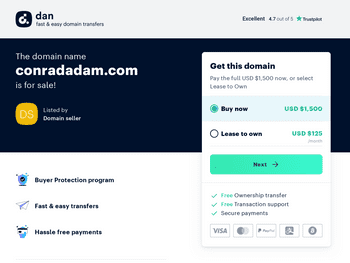 dan
fast & easy domain transfers
Excellent 4.7 out of 5 Trustpilot
The domain name
conradadam.com
is for sale!
DS
Listed by
Domain seller
Get this domain
Pay the full USD $1,500 now, or select
Lease to Own
Buy now USD $1,500
Lease to own USD $125
/month
Next
Free Ownership transfer
Free Transaction support
Secure payments
VISA
PayPal
Buyer Protection program
Fast & easy transfers
Hassle free payments